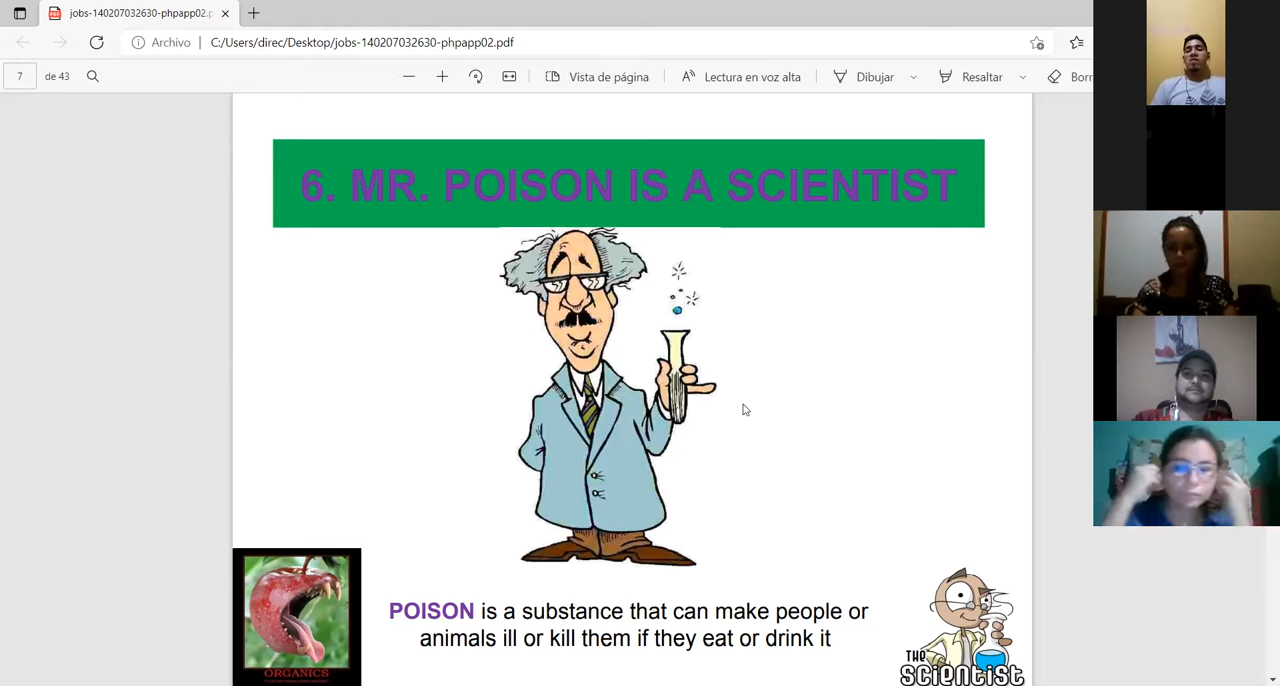 jobs-140207032630-phpapp02.p
Archivo
C:/Users/direc/Desktop/jobs-140207032630-phpapp02.pdf
7
de 43
Vista de página
Lectura en voz alta
Dibujar
Resaltar
Borr
6. MR. POISON IS A SCIENTIST
POISON is a substance that can make people or
animals ill or kill them if they eat or drink it
ORGANICS
THE
SCIENTIST